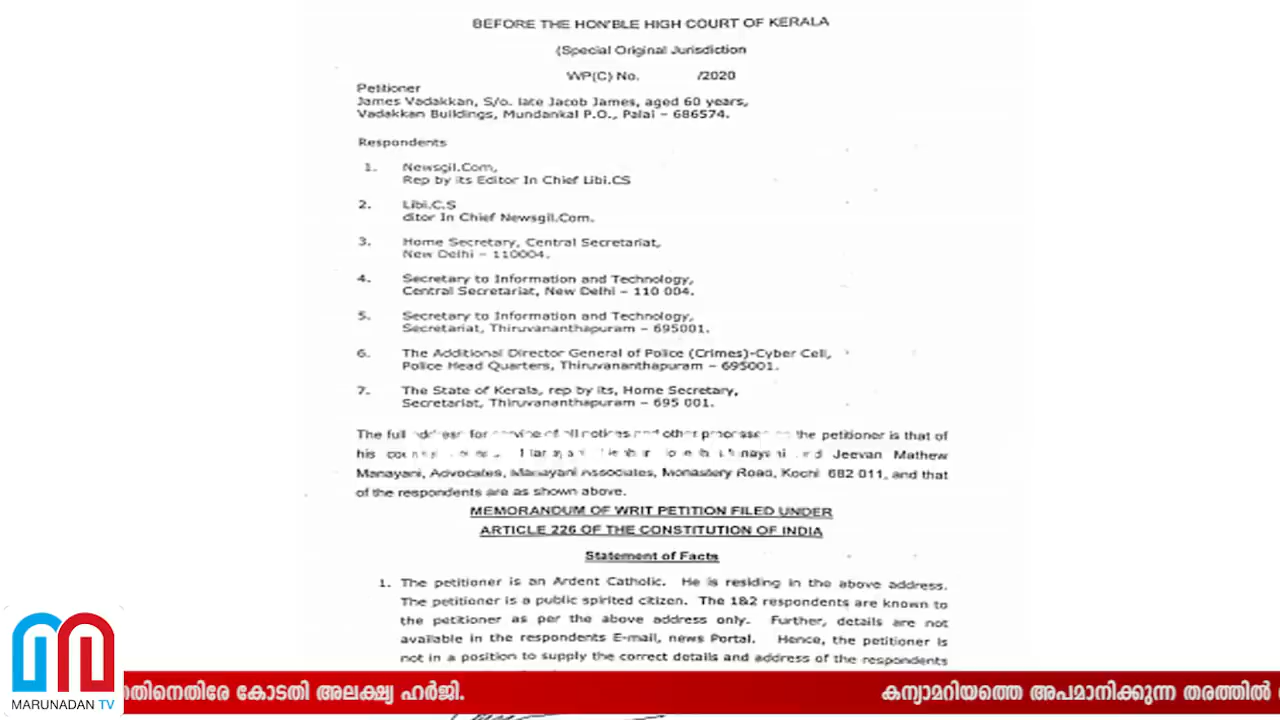 BEFORE THE HON'BLE HIGH COURT OF KERALA
(Special Original Jurisdiction
WP(C) No. /2020
Petitioner
James Vadakkan, S/o. late Jacob James, aged 60 years,
Vadakkan Buildings, Mundankal P.O., Palai – 686574.
Respondents
1. Newsgil.Com,
Rep by its Editor In Chief Libi.CS
2. Libi.C.S
ditor In Chief Newsgil.Com.
3. Home Secretary, Central Secretariat,
New Delhi – 110004.
4. Secretary to Information and Technology,
Central Secretariat, New Delhi – 110 004.
5. Secretary to Information and Technology,
Secretariat, Thiruvananthapuram – 695001.
6. The Additional Director General of Police (Crimes)-Cyber Cell,
Police Head Quarters, Thiruvananthapuram – 695001.
7. The State of Kerala, rep by its, Home Secretary,
Secretariat, Thiruvananthapuram – 695 001.
The full address for service of all notices and other processes on the petitioner is that of
his Jeevan Mathew
Manayani, Advocates, Manayani Associates, Monastery Road, Kochi 682 011, and that
of the respondents are as shown above.
MEMORANDUM OF WRIT PETITION FILED UNDER
ARTICLE 226 OF THE CONSTITUTION OF INDIA
Statement of Facts
1. The petitioner is an Ardent Catholic. He is residing in the above address.
The petitioner is a public spirited citizen. The 1&2 respondents are known to
the petitioner as per the above address only. Further, details are not
available in the respondents E-mail, news Portal. Hence, the petitioner is
not in a position to supply the correct details and address of the respondents
ത്തിനെതിരേ കോടതി അലക്ഷ്യ ഹർജി. കന്യാമറിയത്തെ അപമാനിക്കുന്ന തരത്തിൽ
MARUNADAN TV